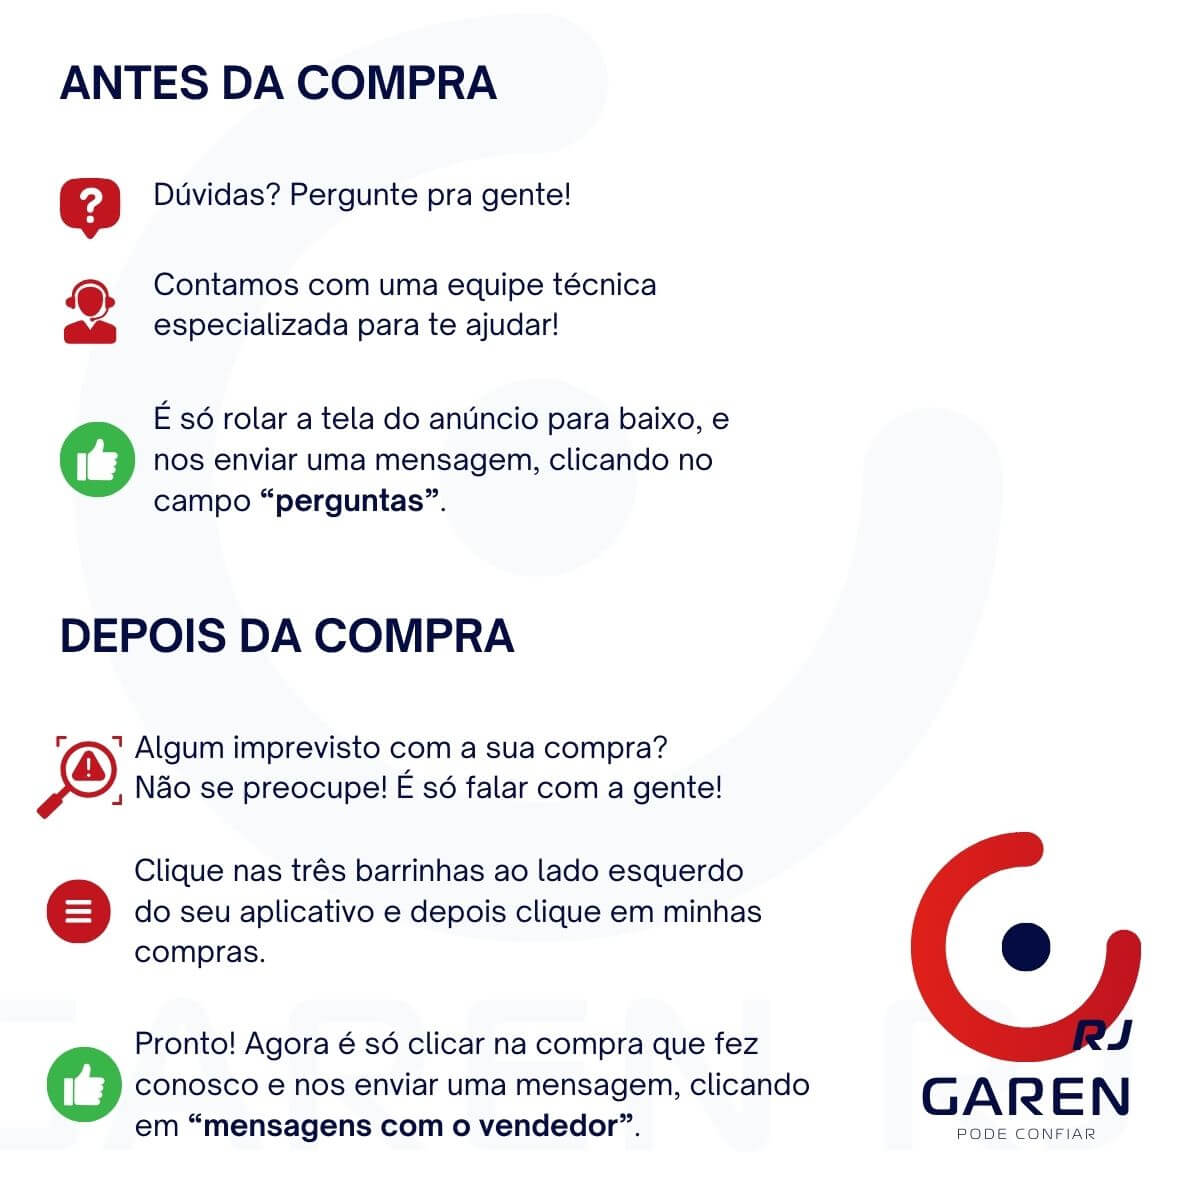 ANTES DA COMPRA
?
Dúvidas? Pergunte pra gente!
Contamos com uma equipe técnica
especializada para te ajudar!
É só rolar a tela do anúncio para baixo, e
nos enviar uma mensagem, clicando no
campo “perguntas”.
DEPOIS DA COMPRA
Algum imprevisto com a sua compra?
Não se preocupe! É só falar com a gente!
Clique nas três barrinhas ao lado esquerdo
do seu aplicativo e depois clique em minhas
compras.
Pronto! Agora é só clicar na compra que fez
conosco e nos enviar uma mensagem, clicando
em “mensagens com o vendedor”.
RJ
GAREN
PODE CONFIAR
GAREN RJ